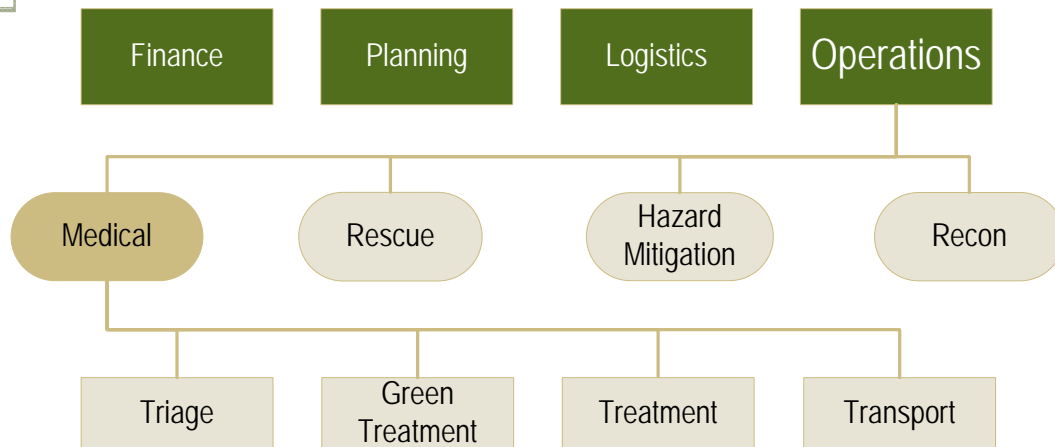 Finance
Planning
Logistics
Operations
Medical
Rescue
Hazard
Mitigation
Recon
Triage
Green
Treatment
Treatment
Transport